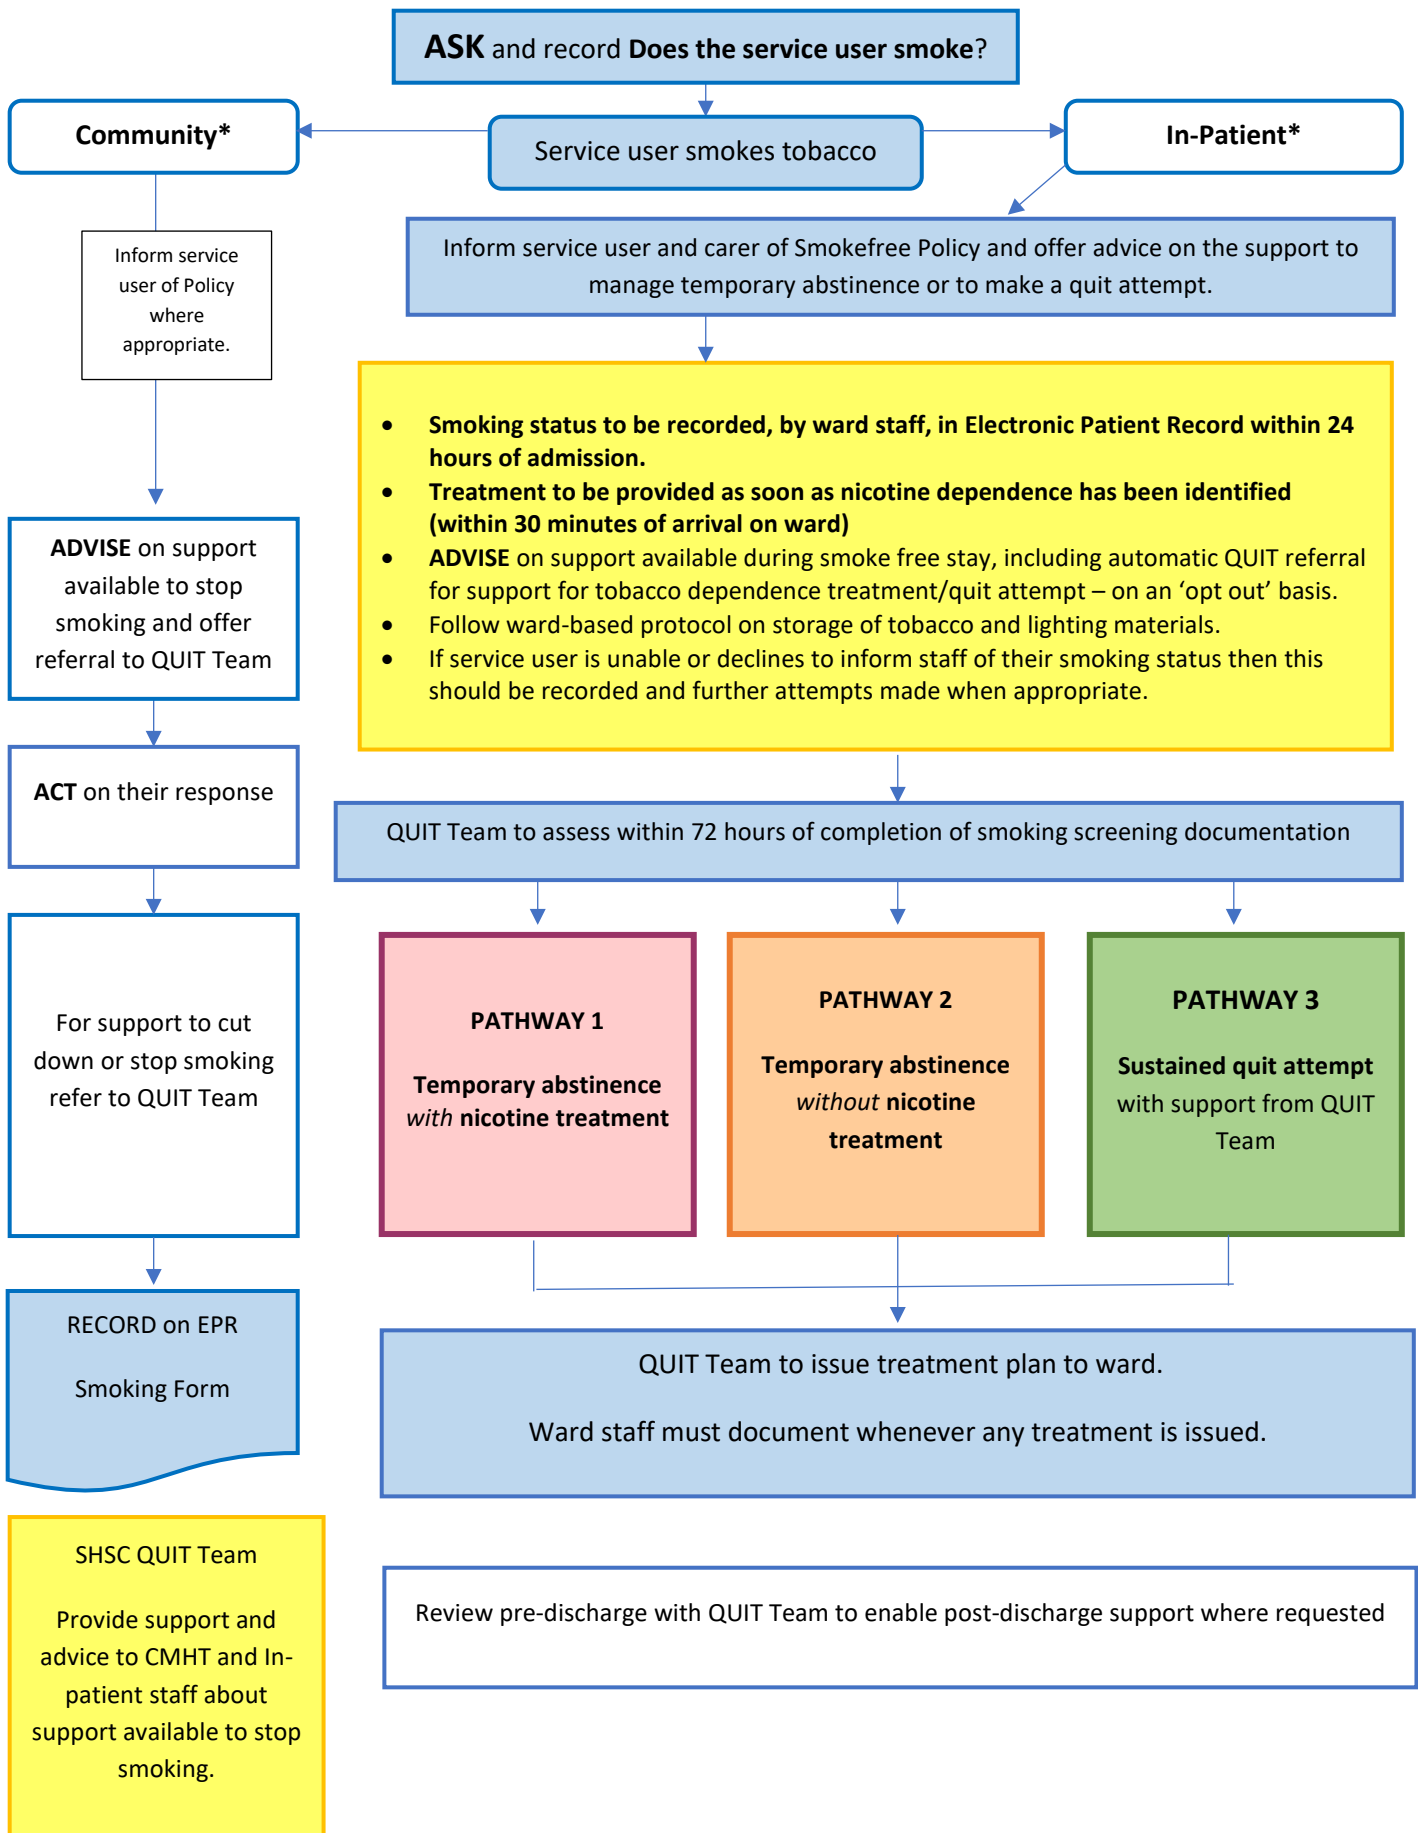 ASK and record Does the service user smoke?
Community*
Service user smokes tobacco
In-Patient*
Inform service
user of Policy
where
appropriate.
ADVISE on support
available to stop
smoking and offer
referral to QUIT Team
ACT on their response
For support to cut
down or stop smoking
refer to QUIT Team
RECORD on EPR
Smoking Form
SHSC QUIT Team
Provide support and
advice to CMHT and In-
patient staff about
support available to stop
smoking.
Inform service user and carer of Smokefree Policy and offer advice on the support to
manage temporary abstinence or to make a quit attempt.
• Smoking status to be recorded, by ward staff, in Electronic Patient Record within 24
hours of admission.
• Treatment to be provided as soon as nicotine dependence has been identified
(within 30 minutes of arrival on ward)
• ADVISE on support available during smoke free stay, including automatic QUIT referral
for support for tobacco dependence treatment/quit attempt – on an ‘opt out’ basis.
• Follow ward-based protocol on storage of tobacco and lighting materials.
• If service user is unable or declines to inform staff of their smoking status then this
should be recorded and further attempts made when appropriate.
QUIT Team to assess within 72 hours of completion of smoking screening documentation
PATHWAY 1
Temporary abstinence
with nicotine treatment
PATHWAY 2
Temporary abstinence
without nicotine
treatment
PATHWAY 3
Sustained quit attempt
with support from QUIT
Team
QUIT Team to issue treatment plan to ward.
Ward staff must document whenever any treatment is issued.
Review pre-discharge with QUIT Team to enable post-discharge support where requested